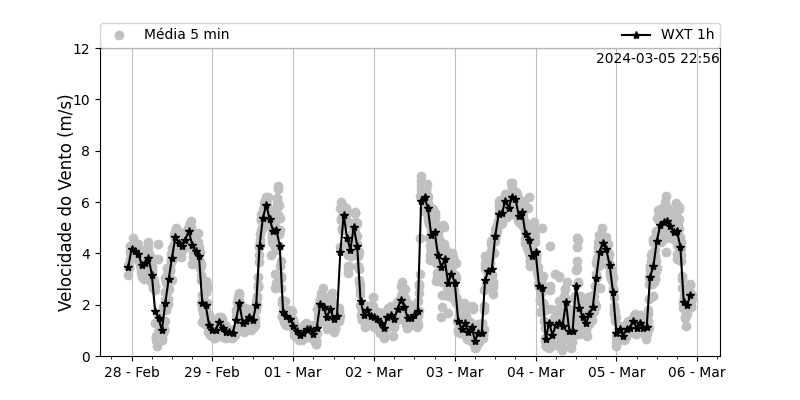 Média 5 min
WXT 1h
2024-03-05 22:56
Velocidade do Vento (m/s)
12
10
8
6
4
2
0
28 - Feb
29 - Feb
01 - Mar
02 - Mar
03 - Mar
04 - Mar
05 - Mar
06 - Mar